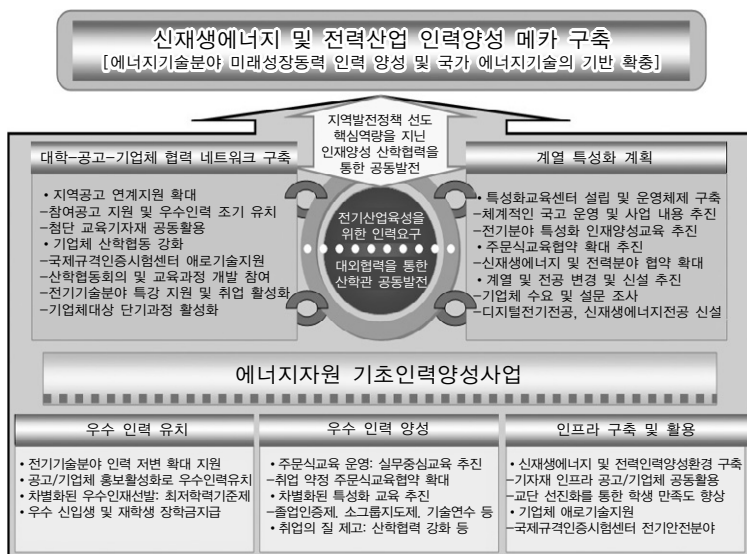 신재생에너지 및 전력산업 인력양성 메카 구축
[에너지기술분야 미래성장동력 인력 양성 및 국가 에너지기술의 기반 확충]
지역발전정책 선도
핵심역량을 지닌
인재양성 산학협력을
통한 공동발전
대학-공고-기업체 협력 네트워크 구축
• 지역공고 연계지원 확대
-참여공고 지원 및 우수인력 조기 유치
-첨단 교육기자재 공동활용
• 기업체 산학협동 강화
-국제규격인증시험센터 애로기술지원
-산학협동회의 및 교육과정 개발 참여
-전기기술분야 특강 지원 및 취업 활성화
-기업체대상 단기과정 활성화
전기산업육성을
위한 인력요구
대외협력을 통한
산학관 공동발전
계열 특성화 계획
• 특성화교육센터 설립 및 운영체제 구축
-체계적인 국고 운영 및 사업 내용 추진
-전기분야 특성화 인재양성교육 추진
• 주문식교육협약 확대 추진
-신재생에너지 및 전력분야 협약 확대
• 계열 및 전공 변경 및 신설 추진
-기업체 수요 및 설문 조사
-디지털전기전공, 신재생에너지전공 신설
에너지자원 기초인력양성사업
우수 인력 유치
• 전기기술분야 인력 저변 확대 지원
• 공고/기업체 홍보활성화로 우수인력유치
• 차별화된 우수인재선발: 최저학력기준제
• 우수 신입생 및 재학생 장학금지급
우수 인력 양성
• 주문식교육 운영: 실무중심교육 추진
-취업 약정 주문식교육협약 확대
• 차별화된 특성화 교육 추진
-졸업인증제, 소그룹지도제, 기술연수 등
• 취업의 질 제고: 산학협력 강화 등
인프라 구축 및 활용
• 신재생에너지 및 전력인력양성환경 구축
-기자재 인프라 공고/기업체 공동활용
-교단 선진화를 통한 학생 만족도 향상
• 기업체 애로기술지원
-국제규격인증시험센터 전기안전분야